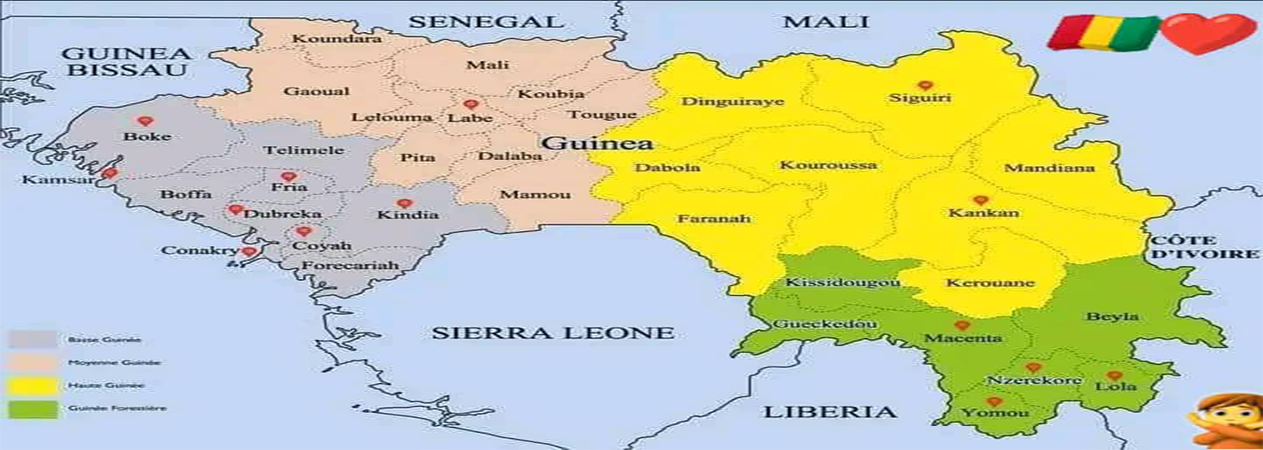 SENEGAL
MALI
GUINEA
BISSAU
Koundara
Mali
Gaoual
Koubia
Lelouma
Labe
Tougue
Dinguiraye
Siguiri
Boke
Telimele
Pita
Dalaba
Guinea
Dabola
Kouroussa
Mandiana
Kamsar
Boffa
Fria
Mamou
Dubreka
Kindia
Faranah
Kankan
Conakry
Coyah
Forecariah
CÔTE
D'IVOIRE
Kissidougou
Kerouane
Gueckedou
Beyla
SIERRA LEONE
Macenta
Nzerekore
Lola
LIBERIA
Yomou
Basse Guinée
Moyenne Guinée
Haute Guinée
Guinée Forestière